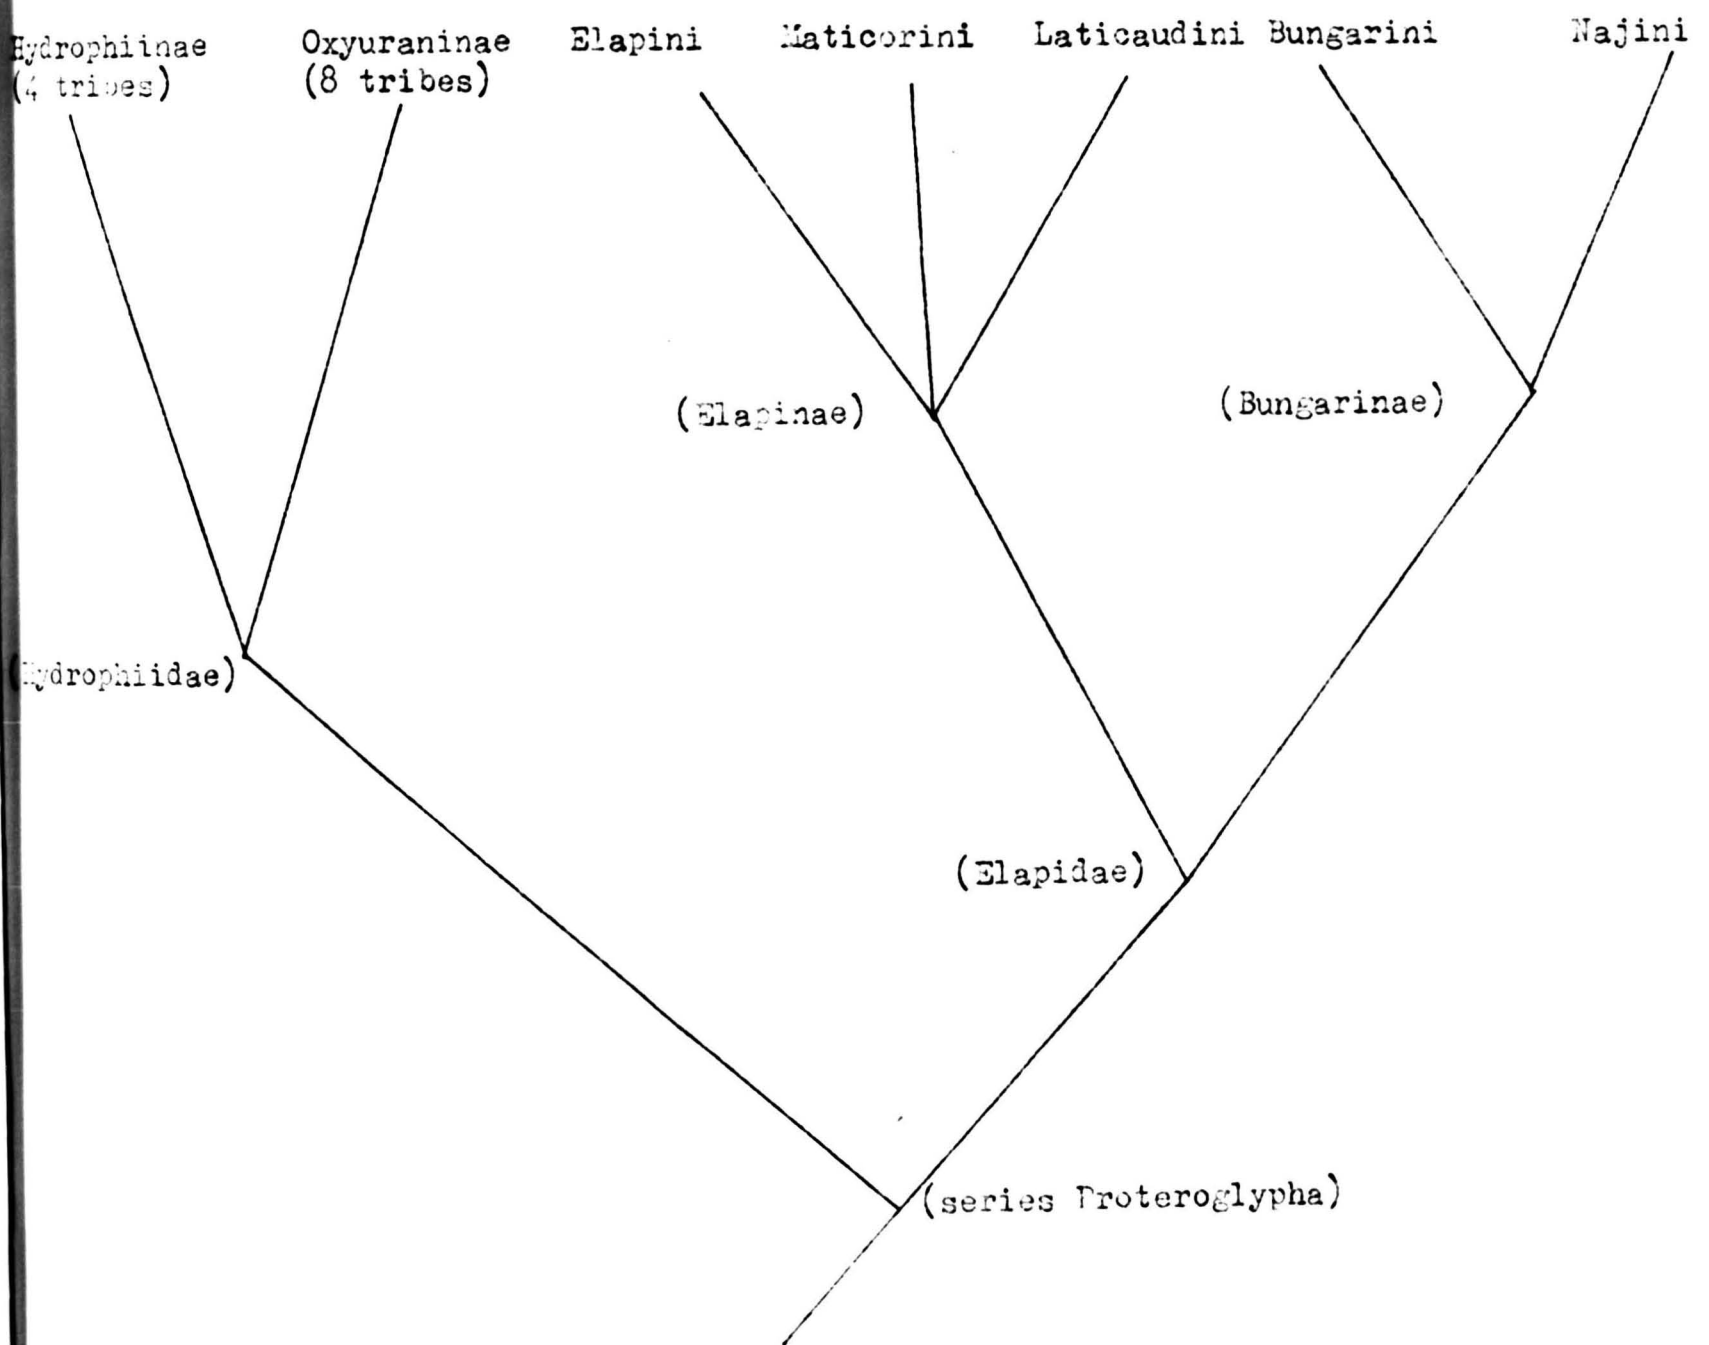 Hydrophiinae
(4 tribes)
Oxyuraninae
(8 tribes)
Elapini
Maticorini
Laticaudini
Bungarini
Najini
(Elapinae)
(Bungarinae)
(Hydrophiidae)
(Elapidae)
(series Proteroglypha)